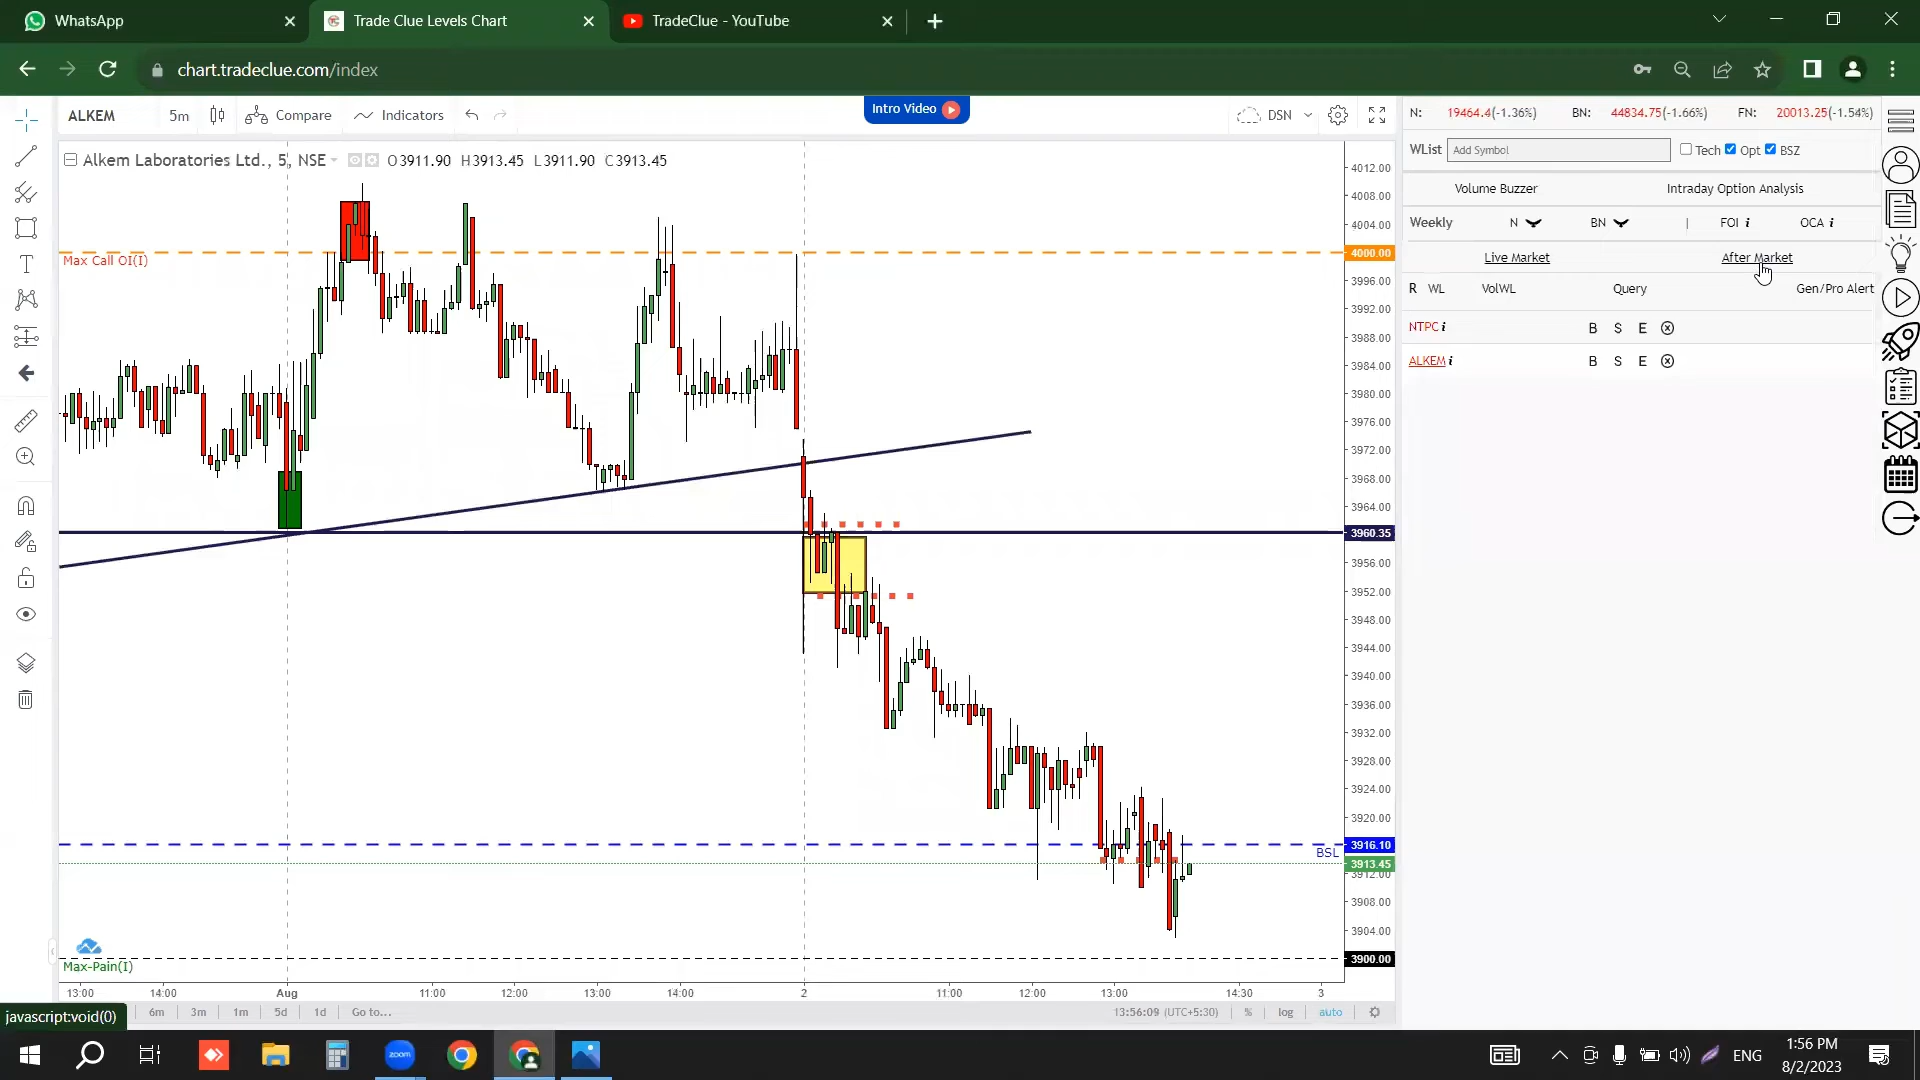 WhatsApp
Trade Clue Levels Chart
TradeClue - YouTube
chart.tradeclue.com/index
ALKEM 5m Compare Indicators
Intro Video
DSN
N: 19464.4(-1.36%) BN: 44834.75(-1.66%) FN: 20013.25(-1.54%)
Alkem Laboratories Ltd., 5, NSE O3911.90 H3913.45 L3911.90 C3913.45
WList Add Symbol Tech Opt BSZ
Volume Buzzer Intraday Option Analysis
Weekly N BN | FOI i OCA i
Live Market After Market
R WL VolWL Query Gen/Pro Alert
NTPC i B S E
ALKEM i B S E
Max Call OI(I)
BSL
Max-Pain(I)
4012.00
4008.00
4004.00
4000.00
3996.00
3992.00
3988.00
3984.00
3980.00
3976.00
3972.00
3968.00
3964.00
3960.35
3956.00
3952.00
3948.00
3944.00
3940.00
3936.00
3932.00
3928.00
3924.00
3920.00
3916.10
3913.45
3912.00
3908.00
3904.00
3900.00
13:00 14:00 Aug 11:00 12:00 13:00 14:00 2 11:00 12:00 13:00 14:30 3
javascript:void(0)
6m 3m 1m 5d 1d Go to...
13:56:09 (UTC+5:30) % log auto
zoom
ENG
1:56 PM
8/2/2023